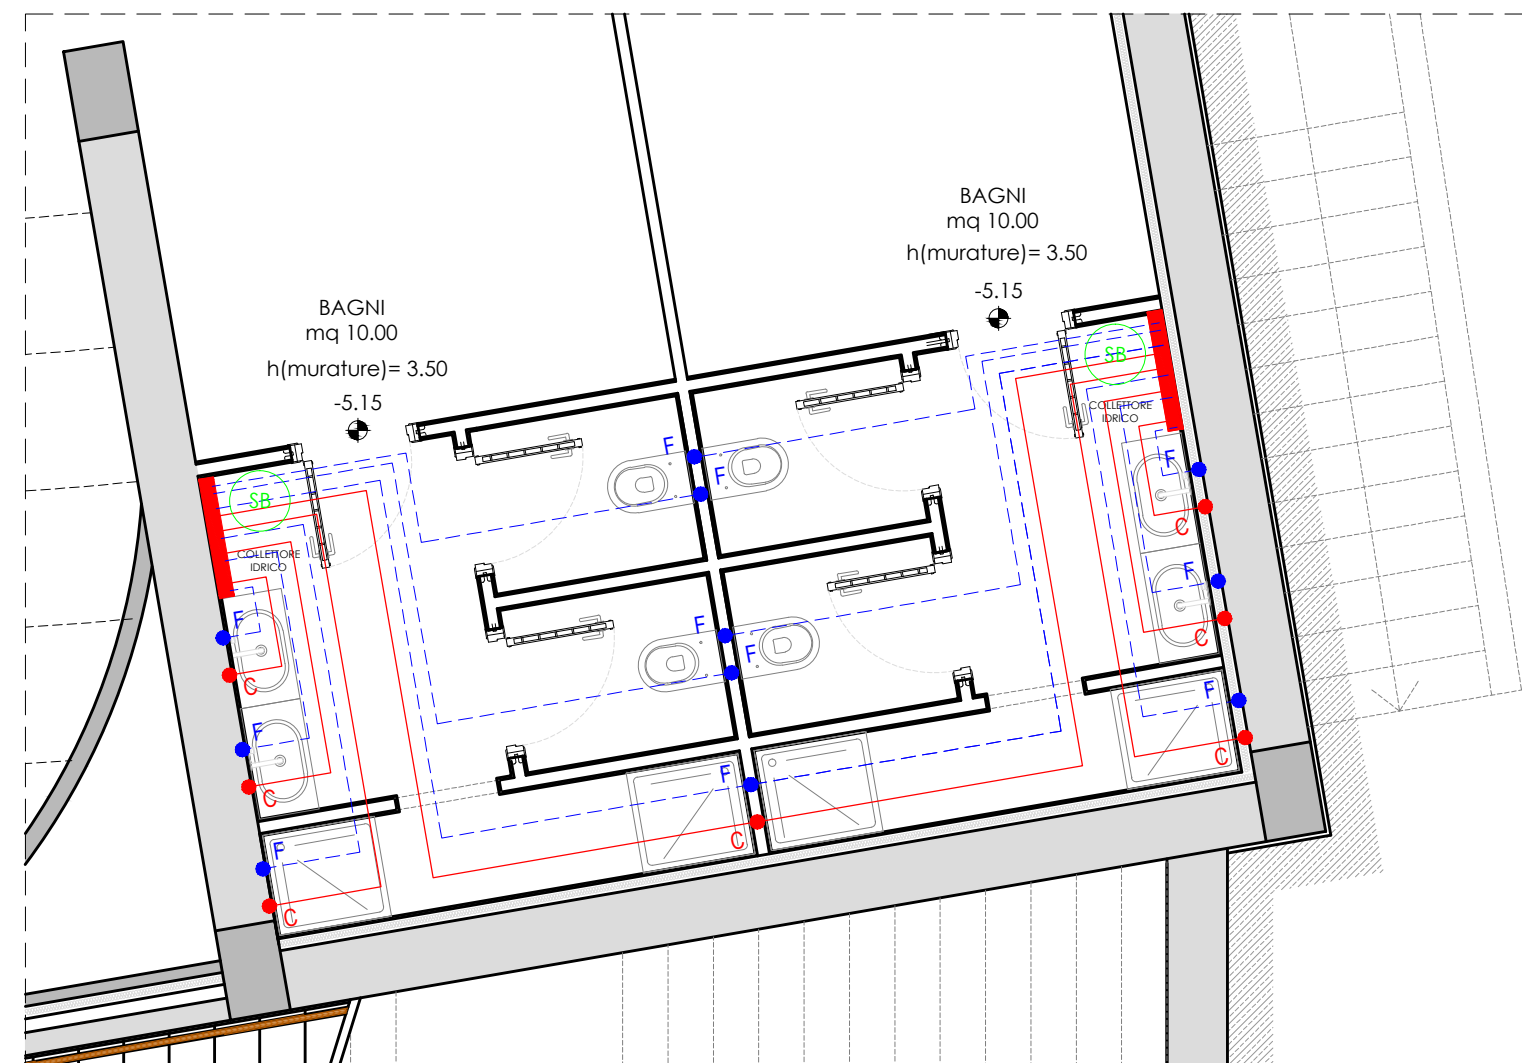 BAGNI
mq 10.00
h(murature)= 3.50
-5.15
BAGNI
mq 10.00
h(murature)= 3.50
-5.15
SB
COLLETTORE
IDRICO
SB
COLLETTORE
IDRICO
F
F
F
C
F
C
F
F
F
C
F
C
F
C
F
C
F
C
F
C